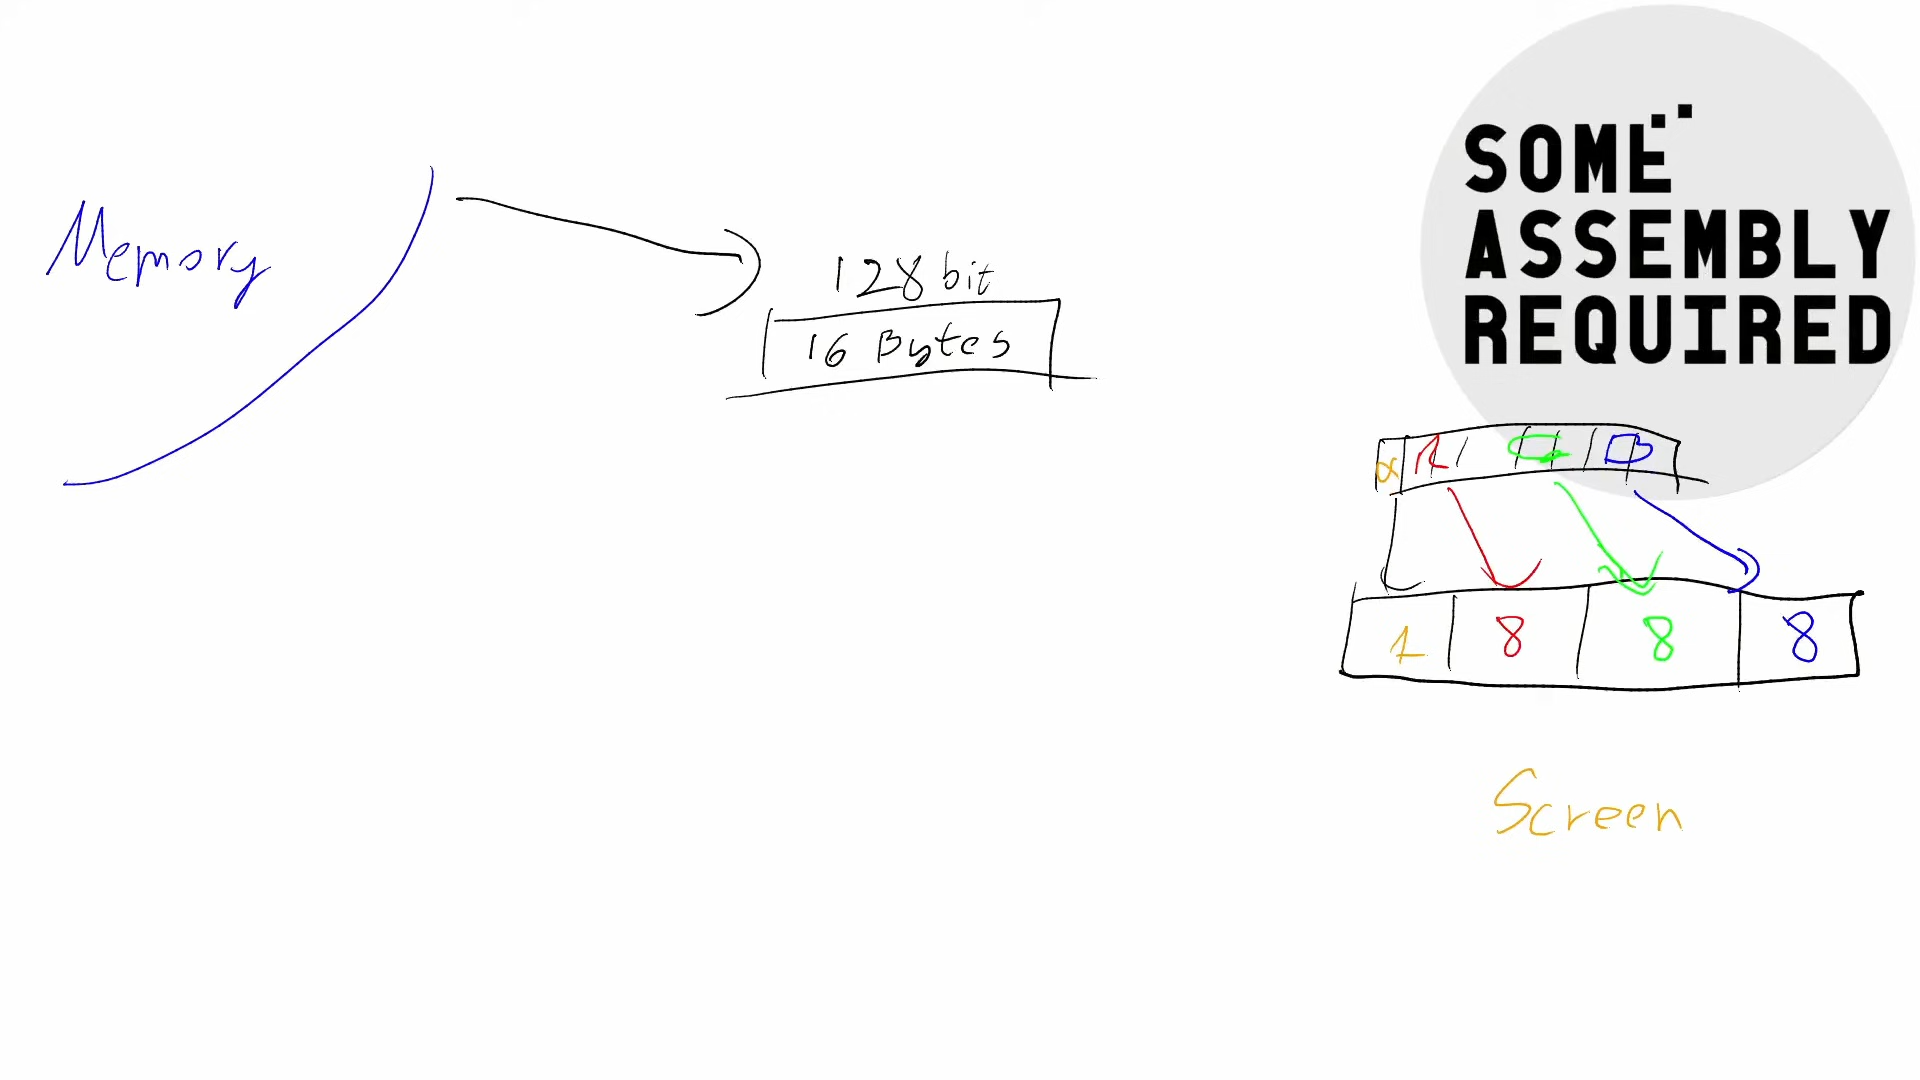 SOME
ASSEMBLY
REQUIRED
Memory
128 bit
16 Bytes
α R G B
1 8 8 8
Screen